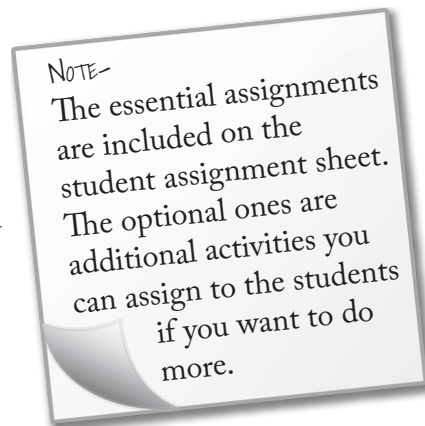 NOTE–
The essential assignments
are included on the
student assignment sheet.
The optional ones are
additional activities you
can assign to the students
if you want to do
more.